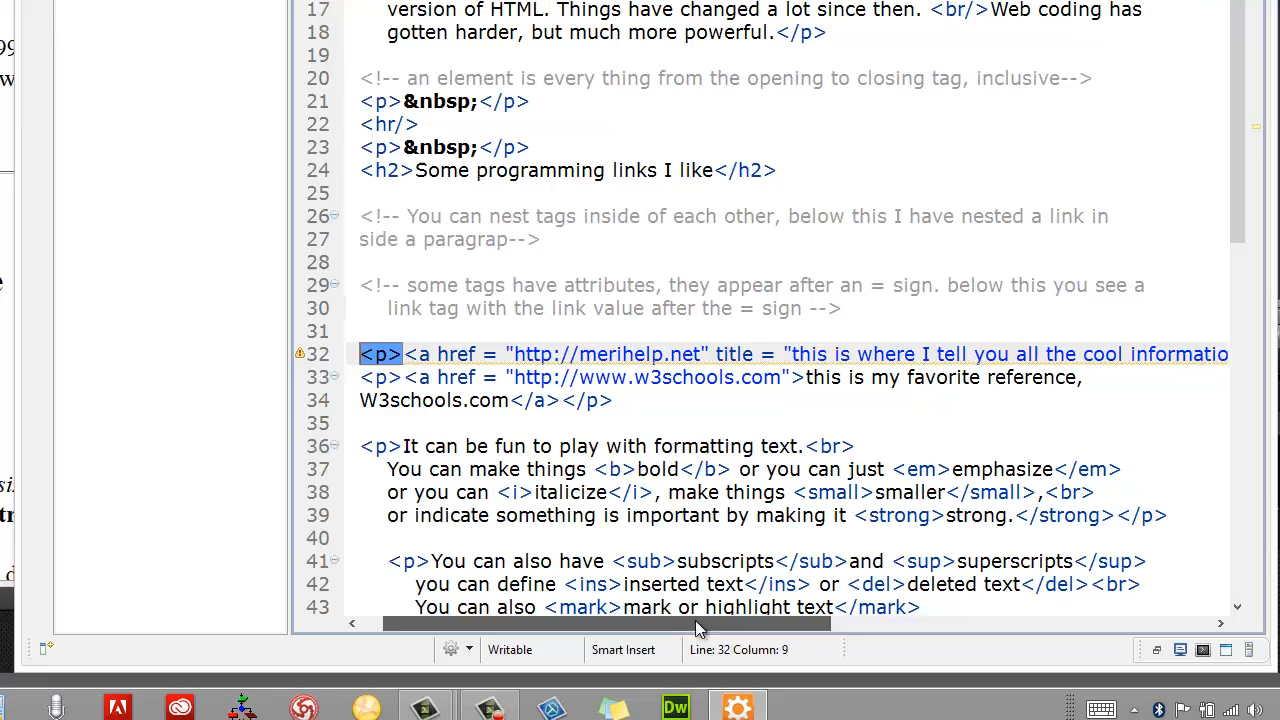 99
w
e
si
tr
d
17 version of HTML. Things have changed a lot since then. <br/>Web coding has
18 gotten harder, but much more powerful.</p>
19
20 <!-- an element is every thing from the opening to closing tag, inclusive-->
21 <p>&nbsp;</p>
22 <hr/>
23 <p>&nbsp;</p>
24 <h2>Some programming links I like</h2>
25
26 <!-- You can nest tags inside of each other, below this I have nested a link in
27 side a paragrap-->
28
29 <!-- some tags have attributes, they appear after an = sign. below this you see a
30 link tag with the link value after the = sign -->
31
32 <p><a href = "http://merihelp.net" title = "this is where I tell you all the cool informatio
33 <p><a href = "http://www.w3schools.com">this is my favorite reference,
34 W3schools.com</a></p>
35
36 <p>It can be fun to play with formatting text.<br>
37 You can make things <b>bold</b> or you can just <em>emphasize</em>
38 or you can <i>italicize</i>, make things <small>smaller</small>,<br>
39 or indicate something is important by making it <strong>strong.</strong></p>
40
41 <p>You can also have <sub>subscripts</sub>and <sup>superscripts</sup>
42 you can define <ins>inserted text</ins> or <del>deleted text</del><br>
43 You can also <mark>mark or highlight text</mark>
Writable Smart Insert Line: 32 Column: 9
Dw